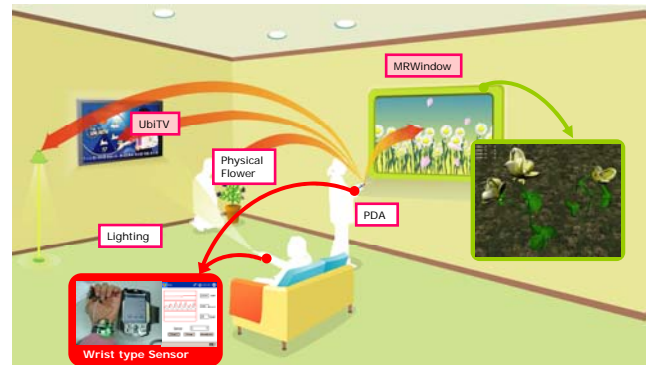 MRWindow
UbiTV
Physical
Flower
PDA
Lighting
Wrist type Sensor